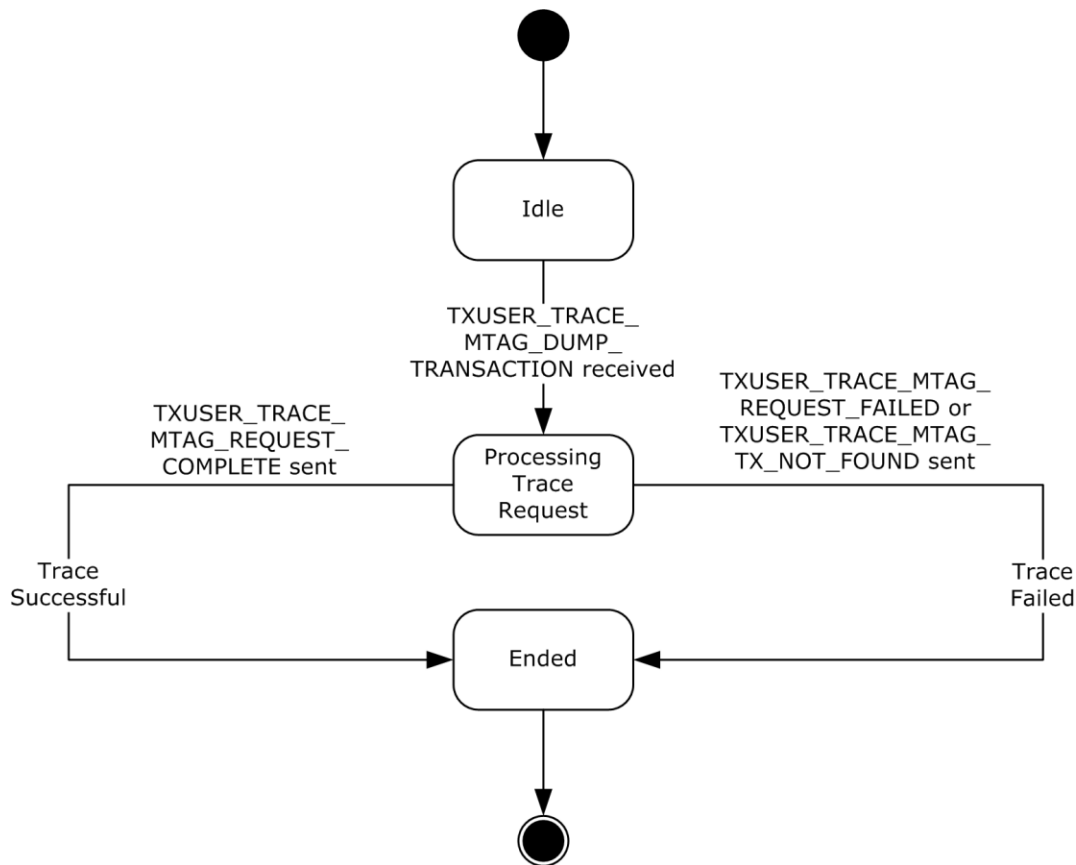 Idle
TXUSER_TRACE_
MTAG_DUMP_
TRANSACTION received
TXUSER_TRACE_
MTAG_REQUEST_
COMPLETE sent
TXUSER_TRACE_MTAG_
REQUEST_FAILED or
TXUSER_TRACE_MTAG_
TX_NOT_FOUND sent
Processing
Trace
Request
Trace
Successful
Trace
Failed
Ended